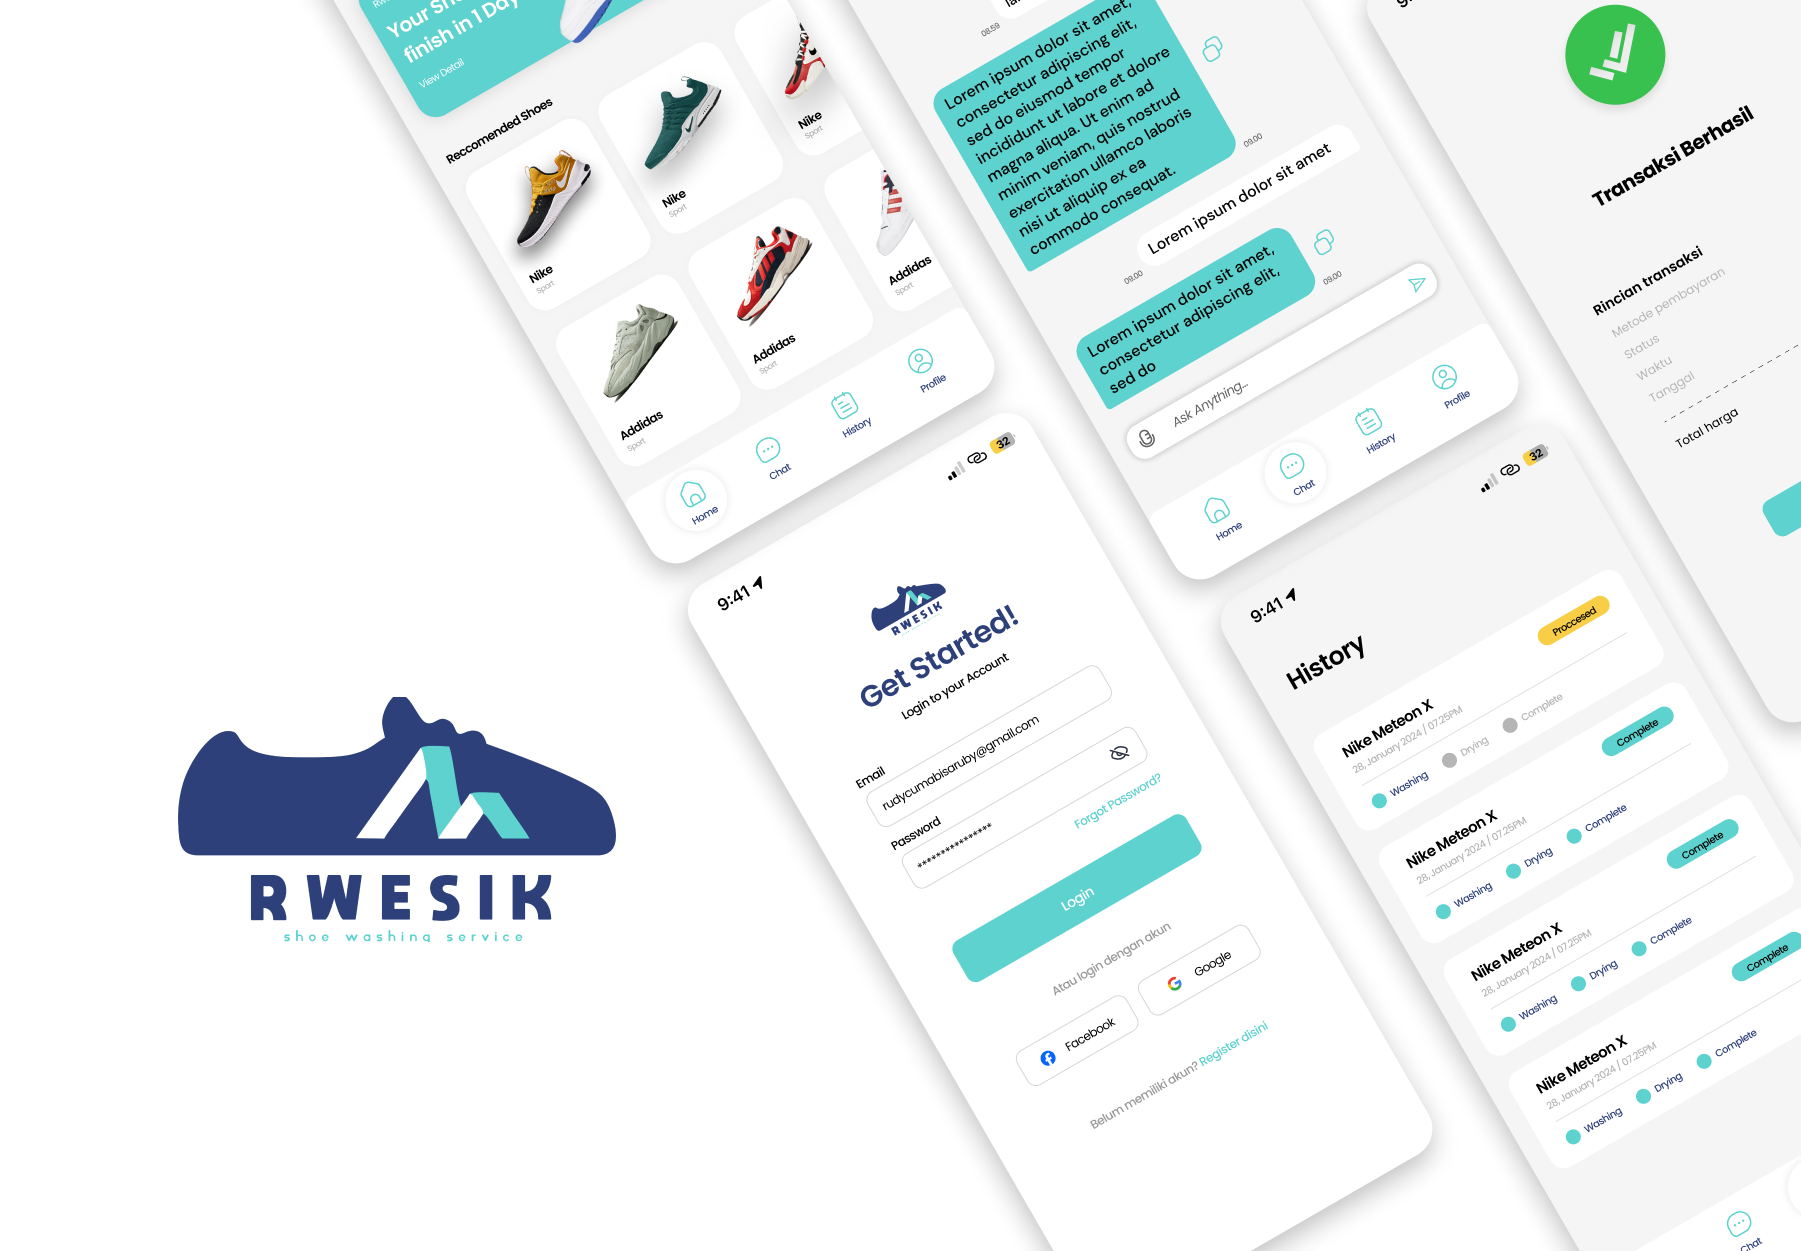 Your Sho
finish in 1 Day
View Detail
Reccomended Shoes
Nike
Sport
Nike
Sport
Nike
Sport
Addidas
Sport
Addidas
Sport
Addidas
Sport
Home
Chat
History
Profile
08.59
Lorem ipsum dolor sit amet,
consectetur adipiscing elit,
sed do eiusmod tempor
incididunt ut labore et dolore
magna aliqua. Ut enim ad
minim veniam, quis nostrud
exercitation ullamco laboris
nisi ut aliquip ex ea
commodo consequat.
09.00
Lorem ipsum dolor sit amet
09.00
Lorem ipsum dolor sit amet,
consectetur adipiscing elit,
sed do
09.00
Ask Anything...
Home
Chat
History
Profile
Transaksi Berhasil
Rincian transaksi
Metode pembayaran
Status
Waktu
Tanggal
Total harga
RWESIK
shoe washing service
9:41
32
RWESIK
Get Started!
Login to your Account
Email
rudycumabisaruby@gmail.com
Password
****************
Forgot Password?
Login
Atau login dengan akun
Facebook
Google
Belum memiliki akun? Register disini
9:41
32
History
Proccesed
Nike Meteon X
28, January 2024 / 07.25PM
Washing
Drying
Complete
Complete
Nike Meteon X
28, January 2024 / 07.25PM
Washing
Drying
Complete
Complete
Nike Meteon X
28, January 2024 / 07.25PM
Washing
Drying
Complete
Complete
Nike Meteon X
28, January 2024 / 07.25PM
Washing
Drying
Complete
Chat